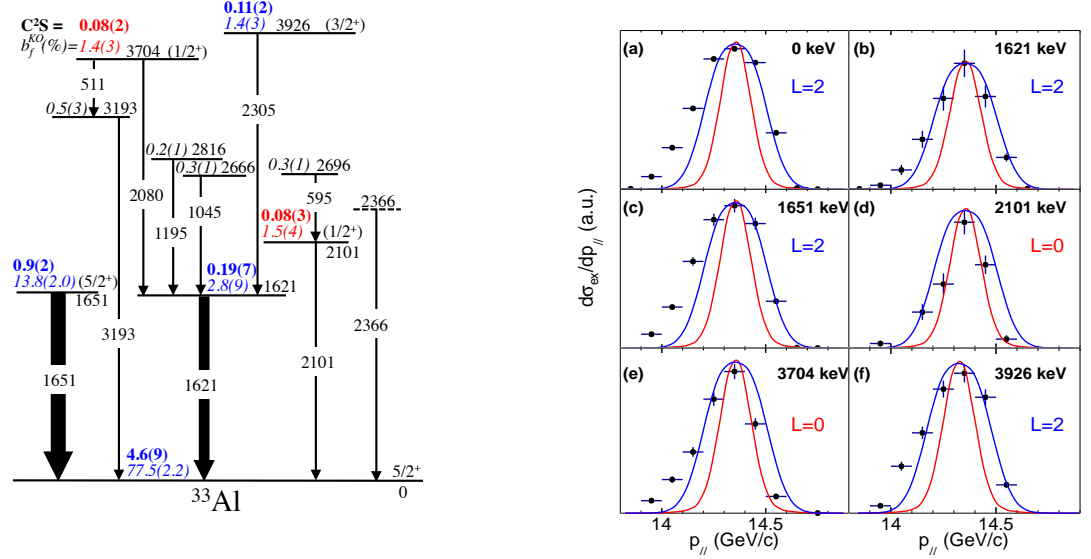 C²S = 0.08(2)
b_f^{KO}(%)= 1.4(3) 3704 (1/2⁺)
0.11(2)
1.4(3) 3926 (3/2⁺)
511
0.5(3) 3193
2305
0.2(1) 2816
0.3(1) 2666
0.3(1) 2696
2080
1195
1045
595
2366
0.08(3)
1.5(4) (1/2⁺)
2101
0.9(2)
13.8(2.0) (5/2⁺)
1651
0.19(7)
2.8(9) 1621
3193
2366
2101
1651
1621
4.6(9)
77.5(2.2)
5/2⁺
0
³³Al
dσ_ex/dp_// (a.u.)
(a) 0 keV
L=2
(b) 1621 keV
L=2
(c) 1651 keV
L=2
(d) 2101 keV
L=0
(e) 3704 keV
L=0
(f) 3926 keV
L=2
14 14.5
14 14.5
p_// (GeV/c)
p_// (GeV/c)